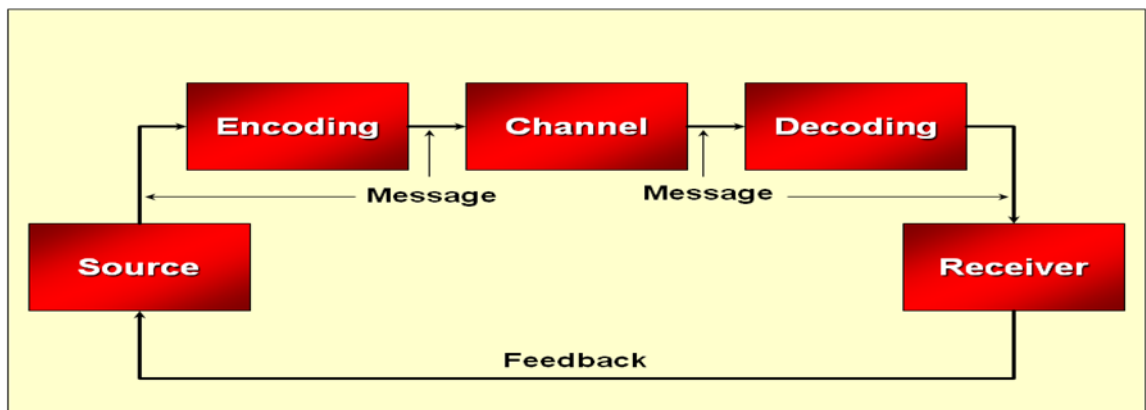 Encoding
Channel
Decoding
Message
Message
Source
Receiver
Feedback